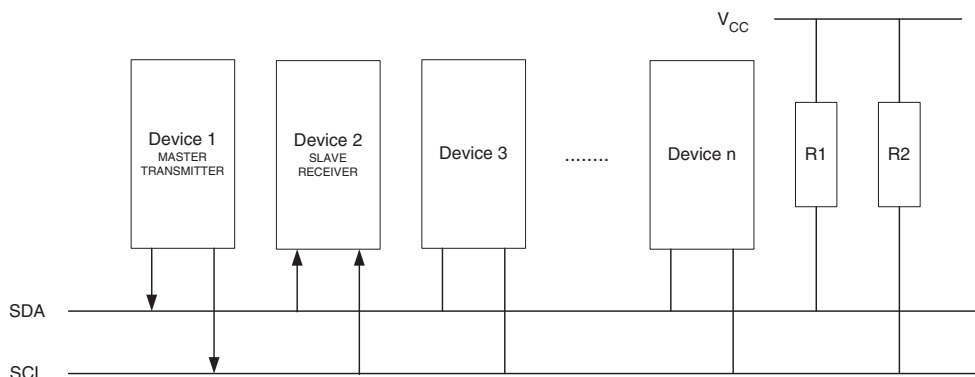 VCC
Device 1
MASTER
TRANSMITTER
Device 2
SLAVE
RECEIVER
Device 3
........
Device n
R1
R2
SDA
SCL